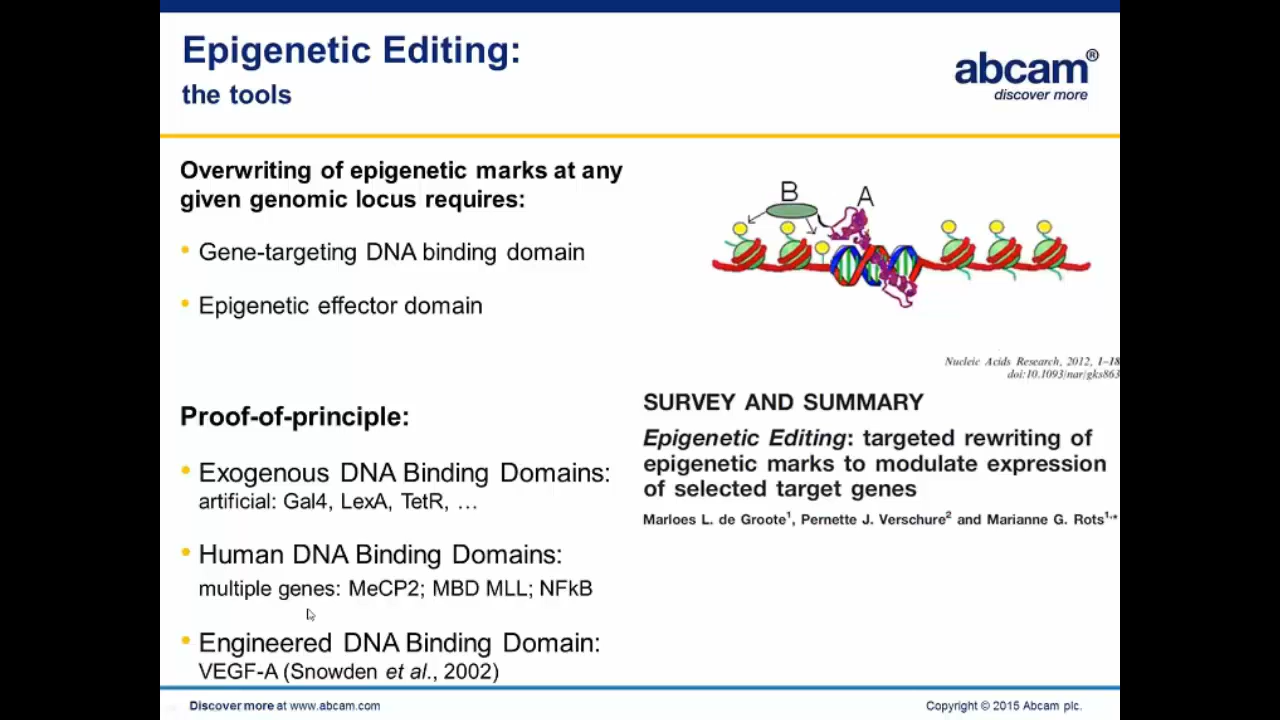 Epigenetic Editing:
the tools
abcam®
discover more
Overwriting of epigenetic marks at any
given genomic locus requires:
• Gene-targeting DNA binding domain
• Epigenetic effector domain
B
A
Nucleic Acids Research, 2012, 1–18
doi:10.1093/nar/gks863
SURVEY AND SUMMARY
Epigenetic Editing: targeted rewriting of
epigenetic marks to modulate expression
of selected target genes
Marloes L. de Groote¹, Pernette J. Verschure² and Marianne G. Rots¹,*
Proof-of-principle:
• Exogenous DNA Binding Domains:
artificial: Gal4, LexA, TetR, …
• Human DNA Binding Domains:
multiple genes: MeCP2; MBD MLL; NFkB
• Engineered DNA Binding Domain:
VEGF-A (Snowden et al., 2002)
Discover more at www.abcam.com
Copyright © 2015 Abcam plc.